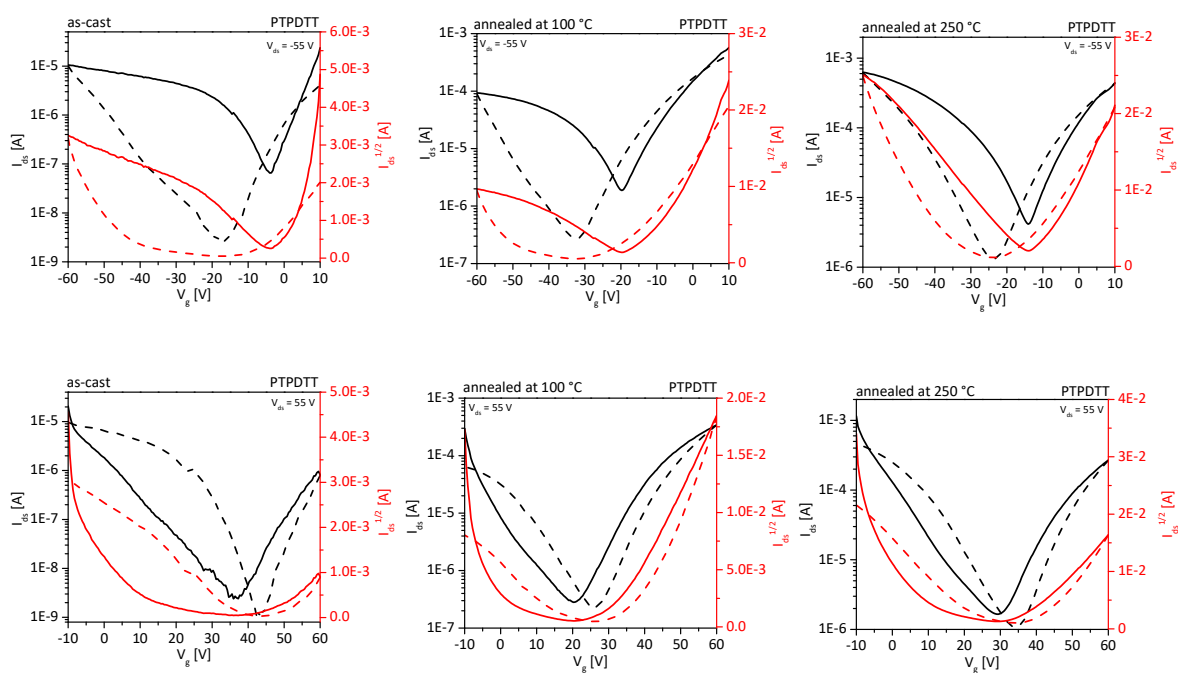 as-cast PTPDTT
V_ds = -55 V
1E-5
1E-6
1E-7
1E-8
1E-9
I_ds [A]
6.0E-3
5.0E-3
4.0E-3
3.0E-3
2.0E-3
1.0E-3
0.0
I_ds^1/2 [A]
-60 -50 -40 -30 -20 -10 0 10
V_g [V]
annealed at 100 °C PTPDTT
V_ds = -55 V
1E-3
1E-4
1E-5
1E-6
1E-7
I_ds [A]
3E-2
2E-2
1E-2
0
I_ds^1/2 [A]
-60 -50 -40 -30 -20 -10 0 10
V_g [V]
annealed at 250 °C PTPDTT
V_ds = -55 V
1E-3
1E-4
1E-5
1E-6
I_ds [A]
3E-2
2E-2
1E-2
0
I_ds^1/2 [A]
-60 -50 -40 -30 -20 -10 0 10
V_g [V]
as-cast PTPDTT
V_ds = 55 V
1E-5
1E-6
1E-7
1E-8
1E-9
I_ds [A]
5.0E-3
4.0E-3
3.0E-3
2.0E-3
1.0E-3
0.0
I_ds^1/2 [A]
-10 0 10 20 30 40 50 60
V_g [V]
annealed at 100 °C PTPDTT
V_ds = 55 V
1E-3
1E-4
1E-5
1E-6
1E-7
I_ds [A]
2.0E-2
1.5E-2
1.0E-2
5.0E-3
0.0
I_ds^1/2 [A]
-10 0 10 20 30 40 50 60
V_g [V]
annealed at 250 °C PTPDTT
V_ds = 55 V
1E-3
1E-4
1E-5
1E-6
I_ds [A]
4E-2
3E-2
2E-2
1E-2
0
I_ds^1/2 [A]
-10 0 10 20 30 40 50 60
V_g [V]